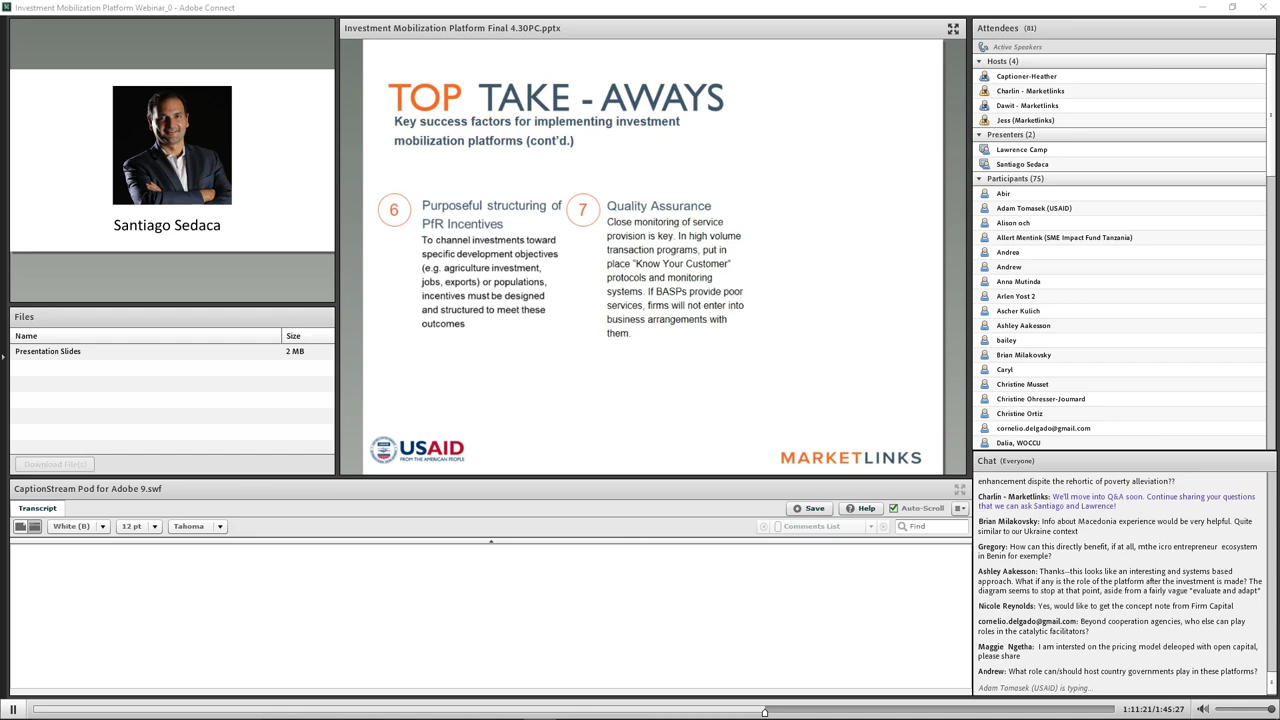 Investment Mobilization Platform Webinar_0 - Adobe Connect
Santiago Sedaca
Files
Name Size
Presentation Slides 2 MB
Download File(s)
Investment Mobilization Platform Final 4.30PC.pptx
TOP TAKE - AWAYS
Key success factors for implementing investment
mobilization platforms (cont'd.)
6
Purposeful structuring of
PfR Incentives
To channel investments toward
specific development objectives
(e.g. agriculture investment,
jobs, exports) or populations,
incentives must be designed
and structured to meet these
outcomes
7
Quality Assurance
Close monitoring of service
provision is key. In high volume
transaction programs, put in
place "Know Your Customer"
protocols and monitoring
systems. If BASPs provide poor
services, firms will not enter into
business arrangements with
them.
USAID
FROM THE AMERICAN PEOPLE
MARKETLINKS
CaptionStream Pod for Adobe 9.swf
Transcript
Save Help Auto-Scroll
White (B) 12 pt Tahoma Comments List Find
Attendees (81)
Active Speakers
Hosts (4)
Captioner-Heather
Charlin - Marketlinks
Dawit - Marketlinks
Jess (Marketlinks)
Presenters (2)
Lawrence Camp
Santiago Sedaca
Participants (75)
Abir
Adam Tomasek (USAID)
Alison och
Allert Mentink (SME Impact Fund Tanzania)
Andrea
Andrew
Anna Mutinda
Arlen Yost 2
Ascher Kulich
Ashley Aakesson
bailey
Brian Milakovsky
Caryl
Christine Musset
Christine Ohresser-Joumard
Christine Ortiz
cornelio.delgado@gmail.com
Dalia, WOCCU
Chat (Everyone)
enhancement dispite the rehortic of poverty alleviation??
Charlin - Marketlinks: We'll move into Q&A soon. Continue sharing your questions
that we can ask Santiago and Lawrence!
Brian Milakovsky: Info about Macedonia experience would be very helpful. Quite
similar to our Ukraine context
Gregory: How can this directly benefit, if at all, mthe icro entrepreneur ecosystem
in Benin for exemple?
Ashley Aakesson: Thanks--this looks like an interesting and systems based
approach. What if any is the role of the platform after the investment is made? The
diagram seems to stop at that point, aside from a fairly vague "evaluate and adapt"
Nicole Reynolds: Yes, would like to get the concept note from Firm Capital
cornelio.delgado@gmail.com: Beyond cooperation agencies, who else can play
roles in the catalytic facilitators?
Maggie Ngetha: I am intersted on the pricing model deleoped with open capital,
please share
Andrew: What role can/should host country governments play in these platforms?
Adam Tomasek (USAID) is typing...
1:11:21/1:45:27